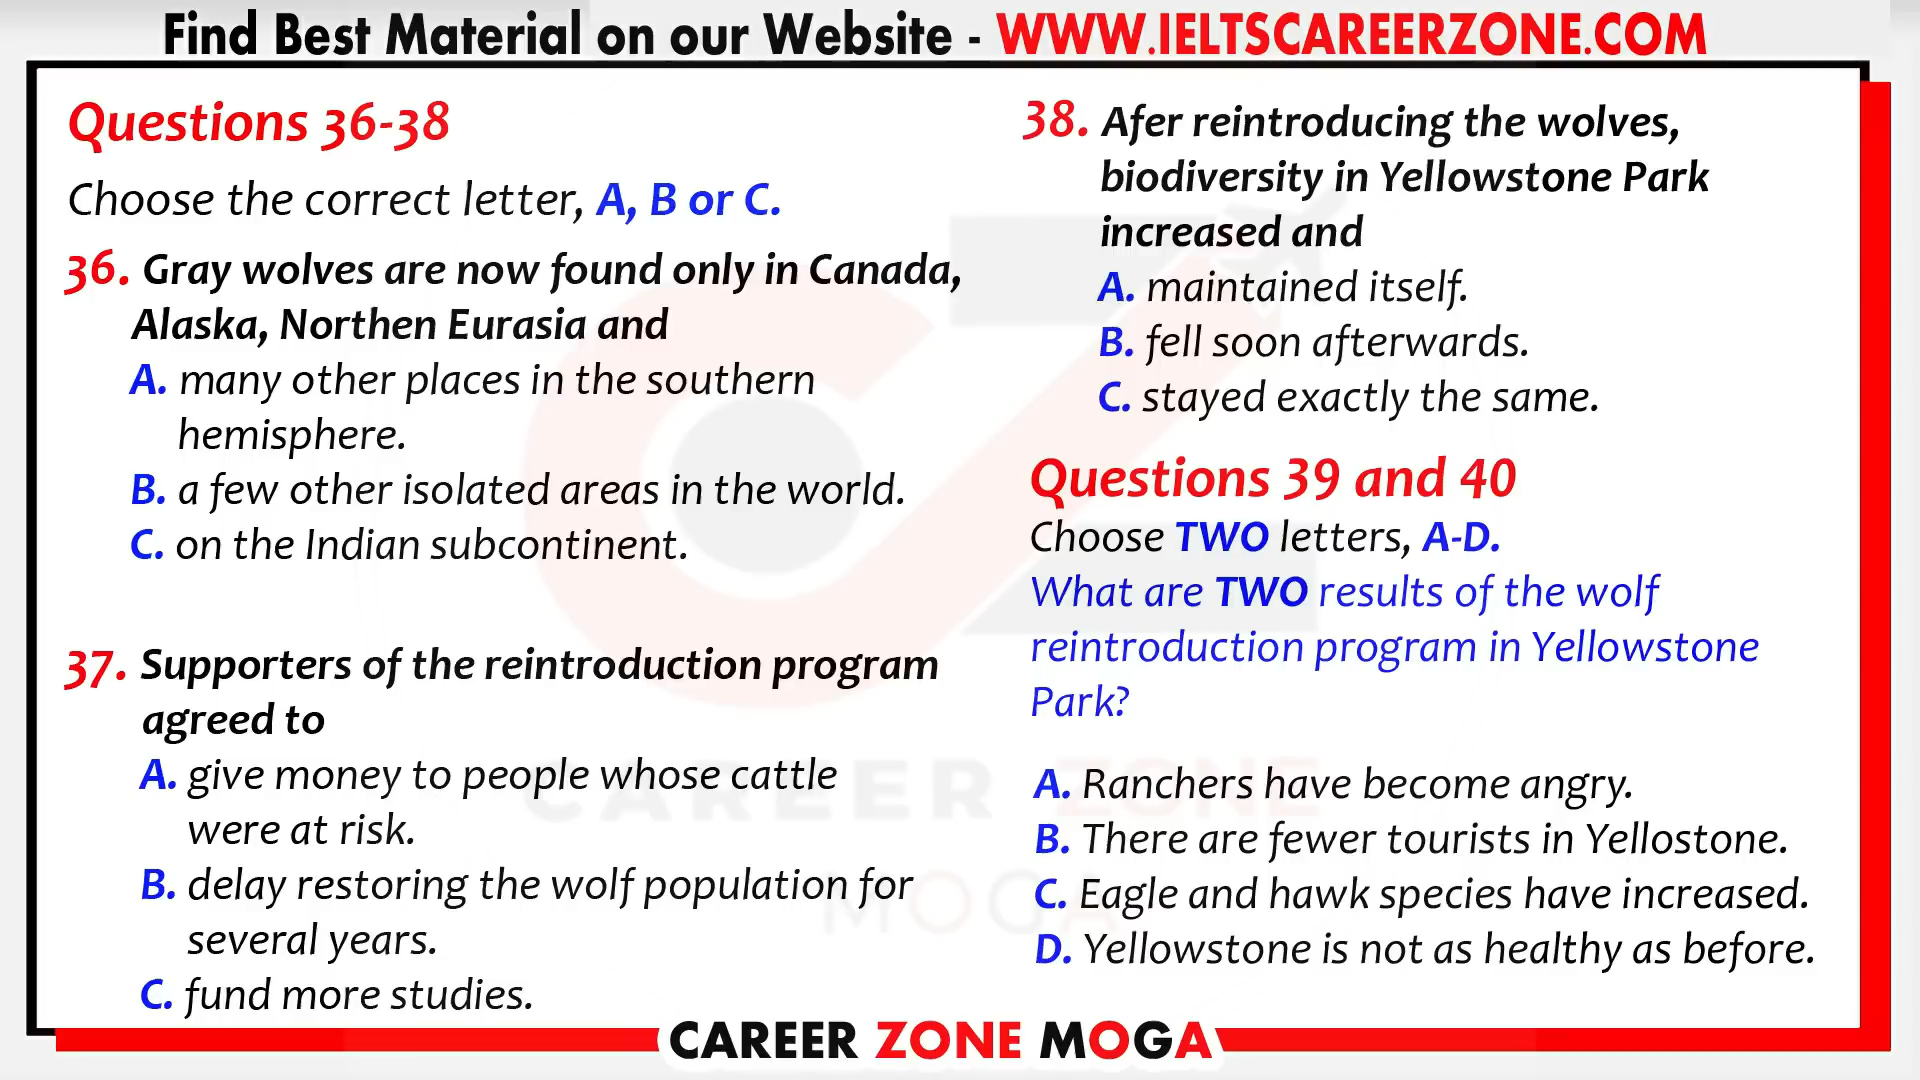 Find Best Material on our Website - WWW.IELTSCAREERZONE.COM
Questions 36-38
Choose the correct letter, A, B or C.
36. Gray wolves are now found only in Canada,
Alaska, Northen Eurasia and
A. many other places in the southern
hemisphere.
B. a few other isolated areas in the world.
C. on the Indian subcontinent.
37. Supporters of the reintroduction program
agreed to
A. give money to people whose cattle
were at risk.
B. delay restoring the wolf population for
several years.
C. fund more studies.
38. Afer reintroducing the wolves,
biodiversity in Yellowstone Park
increased and
A. maintained itself.
B. fell soon afterwards.
C. stayed exactly the same.
Questions 39 and 40
Choose TWO letters, A-D.
What are TWO results of the wolf
reintroduction program in Yellowstone
Park?
A. Ranchers have become angry.
B. There are fewer tourists in Yellostone.
C. Eagle and hawk species have increased.
D. Yellowstone is not as healthy as before.
CAREER ZONE
MOGA
CAREER ZONE MOGA